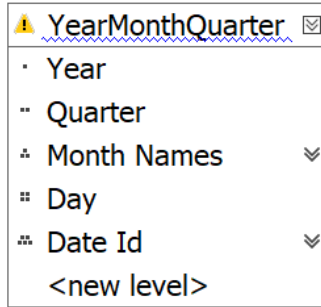 YearMonthQuarter
Year
Quarter
Month Names
Day
Date Id
<new level>